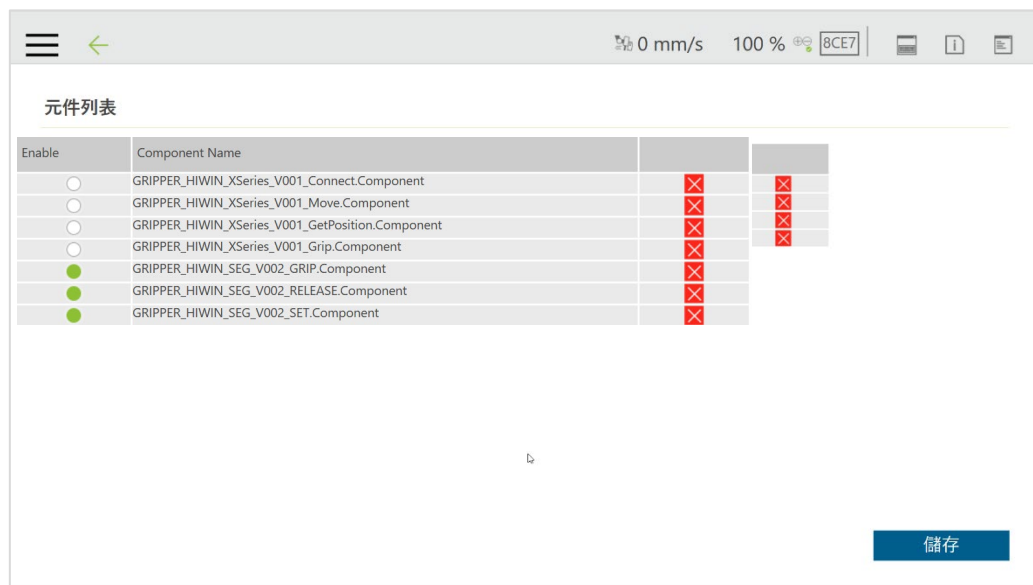 0 mm/s 100 % 8CE7
元件列表
Enable Component Name
GRIPPER_HIWIN_XSeries_V001_Connect.Component
GRIPPER_HIWIN_XSeries_V001_Move.Component
GRIPPER_HIWIN_XSeries_V001_GetPosition.Component
GRIPPER_HIWIN_XSeries_V001_Grip.Component
GRIPPER_HIWIN_SEG_V002_GRIP.Component
GRIPPER_HIWIN_SEG_V002_RELEASE.Component
GRIPPER_HIWIN_SEG_V002_SET.Component
儲存